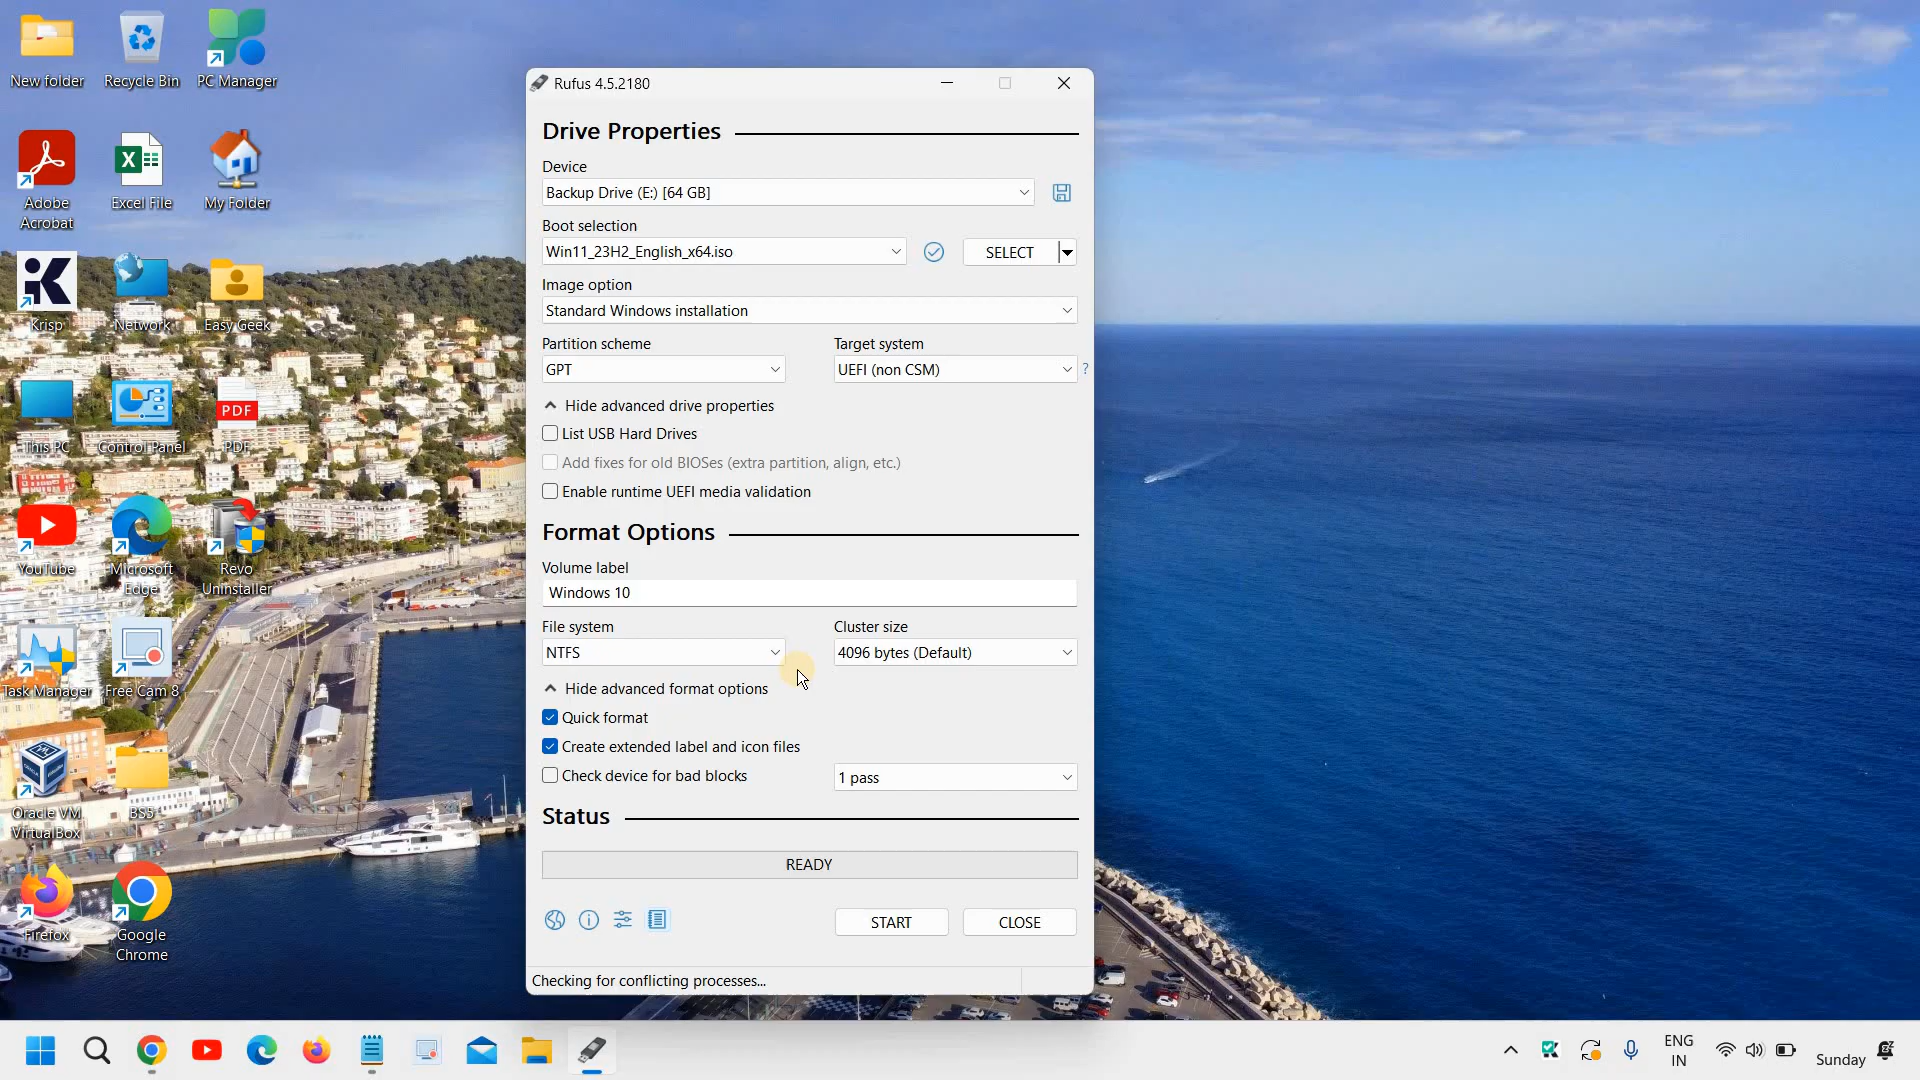 New folder
Recycle Bin
PC Manager
Adobe
Acrobat
Excel File
My Folder
Krisp
Network
Easy Geek
This PC
Control Panel
PDF
PDF
YouTube
Microsoft
Edge
Revo
Uninstaller
Task Manager
Free Cam 8
Oracle VM
VirtualBox
BS5
Firefox
Google
Chrome
Rufus 4.5.2180
Drive Properties
Device
Backup Drive (E:) [64 GB]
Boot selection
Win11_23H2_English_x64.iso
SELECT
Image option
Standard Windows installation
Partition scheme
Target system
GPT
UEFI (non CSM)
?
Hide advanced drive properties
List USB Hard Drives
Add fixes for old BIOSes (extra partition, align, etc.)
Enable runtime UEFI media validation
Format Options
Volume label
Windows 10
File system
Cluster size
NTFS
4096 bytes (Default)
Hide advanced format options
Quick format
Create extended label and icon files
Check device for bad blocks
1 pass
Status
READY
START
CLOSE
Checking for conflicting processes...
ENG
IN
Sunday